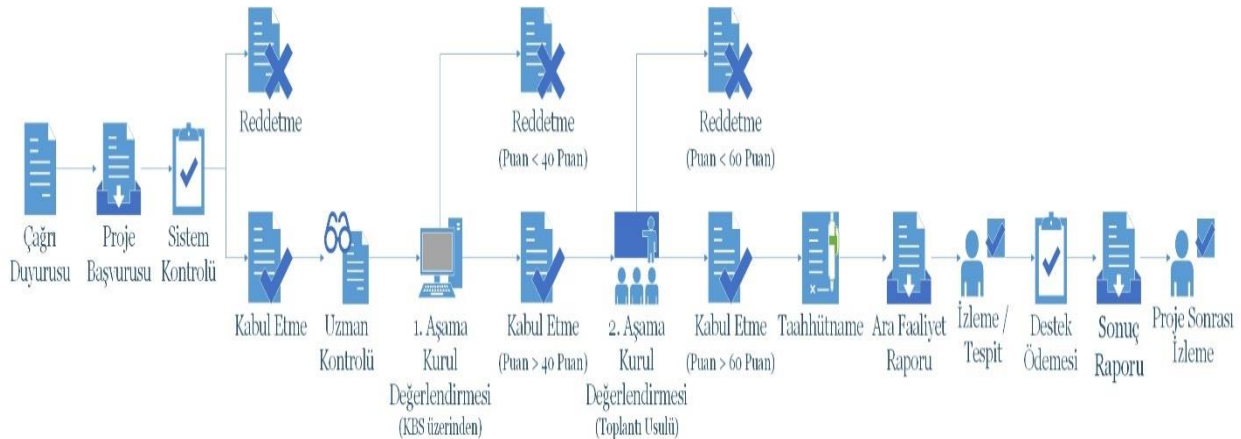 Reddetme
Reddetme
(Puan < 40 Puan)
Reddetme
(Puan < 60 Puan)
Çağrı
Duyurusu
Proje
Başvurusu
Sistem
Kontrolü
Kabul Etme
Uzman
Kontrolü
1. Aşama
Kurul
Değerlendirmesi
(KBS üzerinden)
Kabul Etme
(Puan > 40 Puan)
2. Aşama
Kurul
Değerlendirmesi
(Toplantı Usulü)
Kabul Etme
(Puan > 60 Puan)
Taahhütname
Ara Faaliyet
Raporu
İzleme /
Tespit
Destek
Ödemesi
Sonuç
Raporu
Proje Sonrası
İzleme